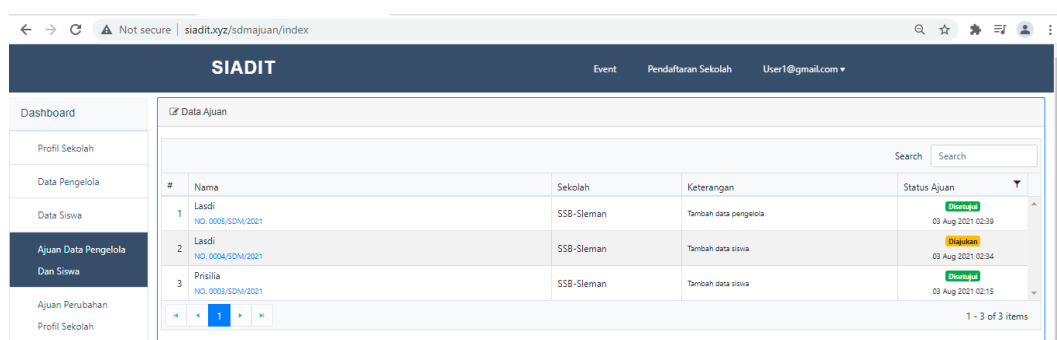 Not secure siadit.xyz/sdmajuan/index
SIADIT
Event Pendaftaran Sekolah User1@gmail.com
Dashboard
Profil Sekolah
Data Pengelola
Data Siswa
Ajuan Data Pengelola
Dan Siswa
Ajuan Perubahan
Profil Sekolah
Data Ajuan
Search Search
# Nama Sekolah Keterangan Status Ajuan
1 Lasdi SSB-Sleman Tambah data pengelola Disetujui
NO. 0005/SDM/2021 03 Aug 2021 02:39
2 Lasdi SSB-Sleman Tambah data siswa Diajukan
NO. 0004/SDM/2021 03 Aug 2021 02:34
3 Prisilia SSB-Sleman Tambah data siswa Disetujui
NO. 0003/SDM/2021 03 Aug 2021 02:15
1 1 - 3 of 3 items